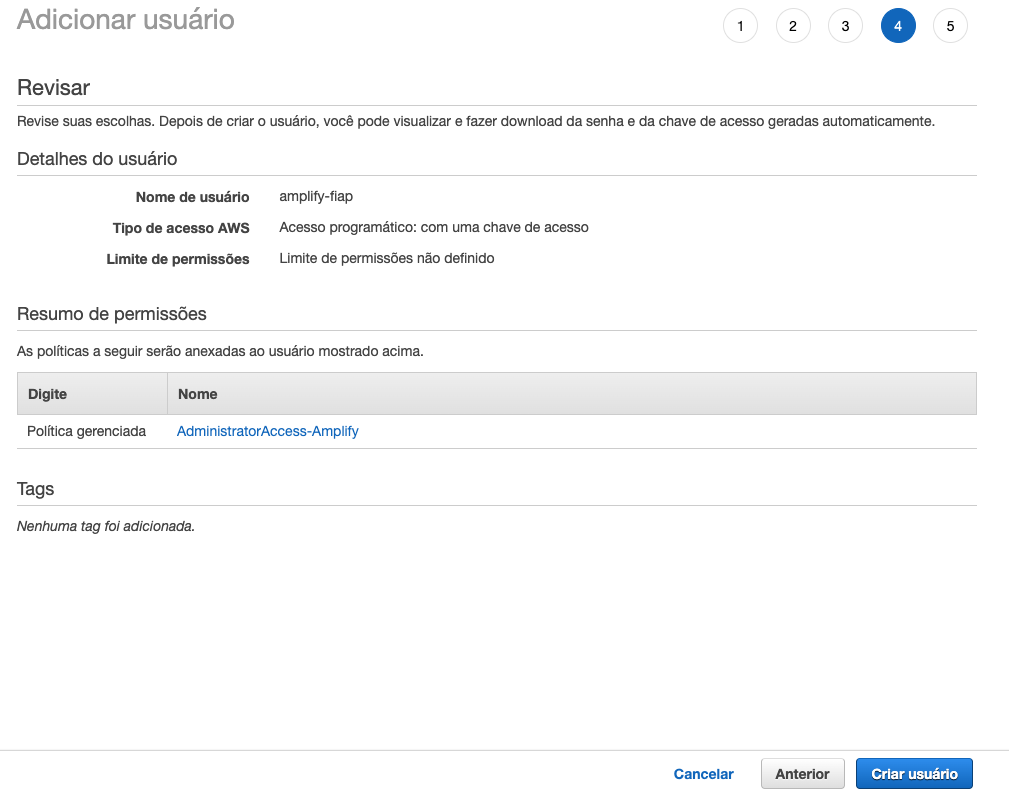 Adicionar usuário
1 2 3 4 5
Revisar
Revise suas escolhas. Depois de criar o usuário, você pode visualizar e fazer download da senha e da chave de acesso geradas automaticamente.
Detalhes do usuário
Nome de usuário amplify-fiap
Tipo de acesso AWS Acesso programático: com uma chave de acesso
Limite de permissões Limite de permissões não definido
Resumo de permissões
As políticas a seguir serão anexadas ao usuário mostrado acima.
Digite Nome
Política gerenciada AdministratorAccess-Amplify
Tags
Nenhuma tag foi adicionada.
Cancelar Anterior Criar usuário